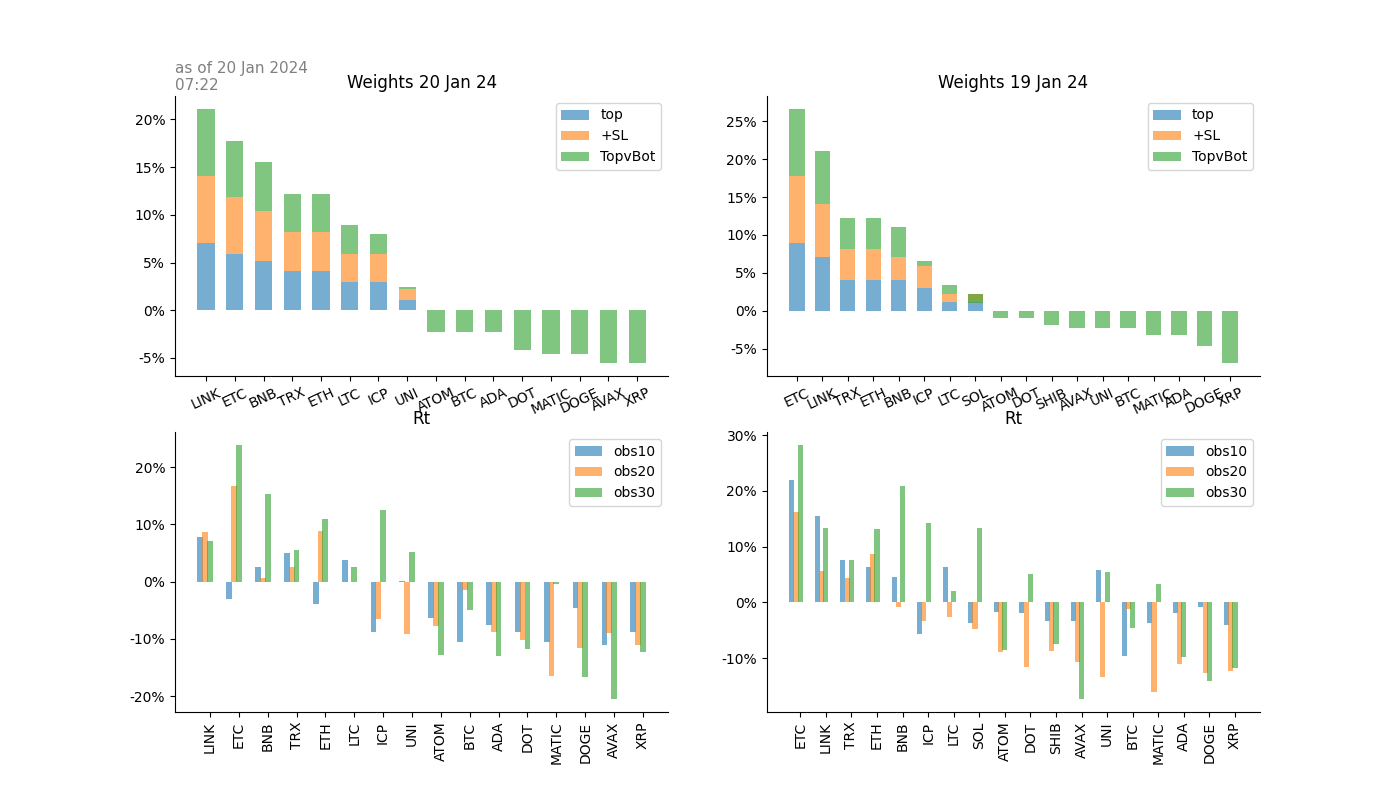 as of 20 Jan 2024
07:22
Weights 20 Jan 24
20%
15%
10%
5%
0%
-5%
top
+SL
TopvBot
LINK ETC BNB TRX ETH LTC ICP UNI ATOM BTC ADA DOT MATIC DOGE AVAX XRP
Weights 19 Jan 24
25%
20%
15%
10%
5%
0%
-5%
top
+SL
TopvBot
ETC LINK TRX ETH BNB ICP LTC SOL ATOM DOT SHIB AVAX UNI BTC MATIC ADA DOGE XRP
Rt
20%
10%
0%
-10%
-20%
obs10
obs20
obs30
LINK ETC BNB TRX ETH LTC ICP UNI ATOM BTC ADA DOT MATIC DOGE AVAX XRP
Rt
30%
20%
10%
0%
-10%
obs10
obs20
obs30
ETC LINK TRX ETH BNB ICP LTC SOL ATOM DOT SHIB AVAX UNI BTC MATIC ADA DOGE XRP